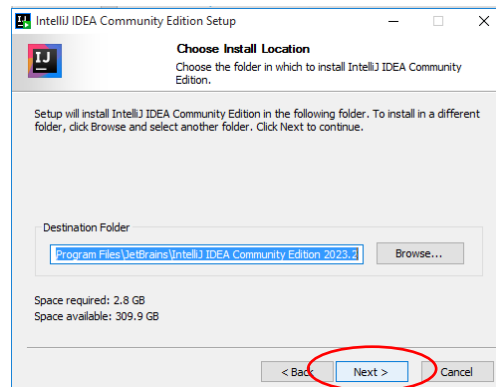 IntelliJ IDEA Community Edition Setup
IJ
Choose Install Location
Choose the folder in which to install IntelliJ IDEA Community
Edition.
Setup will install IntelliJ IDEA Community Edition in the following folder. To install in a different
folder, click Browse and select another folder. Click Next to continue.
Destination Folder
Program Files\JetBrains\IntelliJ IDEA Community Edition 2023.2
Browse...
Space required: 2.8 GB
Space available: 309.9 GB
< Back
Next >
Cancel